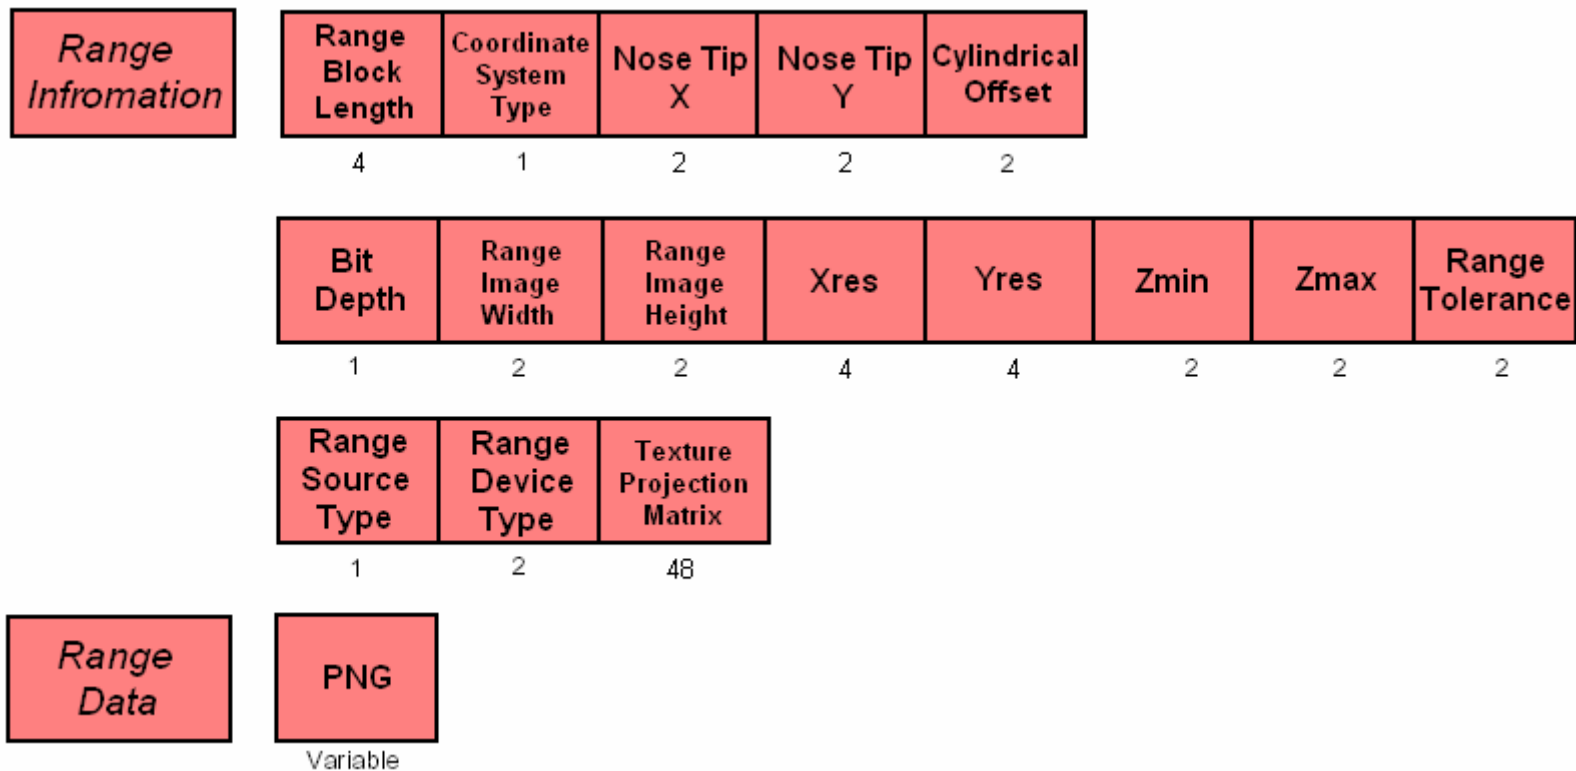 Range
Infromation
Range
Block
Length
Coordinate
System
Type
Nose Tip
X
Nose Tip
Y
Cylindrical
Offset
4
1
2
2
2
Bit
Depth
Range
Image
Width
Range
Image
Height
Xres
Yres
Zmin
Zmax
Range
Tolerance
1
2
2
4
4
2
2
2
Range
Source
Type
Range
Device
Type
Texture
Projection
Matrix
1
2
48
Range
Data
PNG
Variable